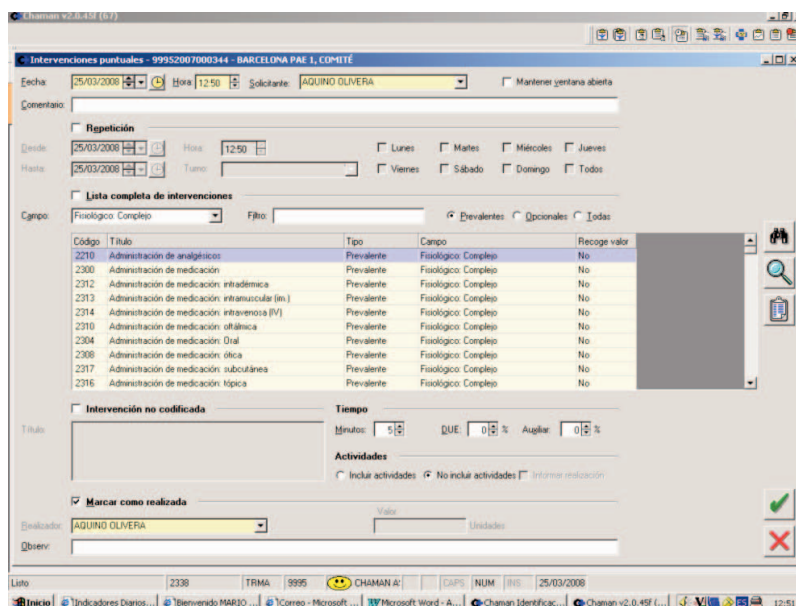 Chaman v2.0.45f (67)
Intervenciones puntuales - 99952007000344 - BARCELONA PAE 1, COMITÉ
Fecha: 25/03/2008 Hora 12:50 Solicitante: AQUINO OLIVERA Mantener ventana abierta
Comentario:
Repetición
Desde: 25/03/2008 Hora: 12:50 Lunes Martes Miércoles Jueves
Hasta: 25/03/2008 Turno: Viernes Sábado Domingo Todos
Lista completa de intervenciones
Campo: Fisiológico: Complejo Filtro: Prevalentes Opcionales Todas
Código Título Tipo Campo Recoge valor
2210 Administración de analgésicos Prevalente Fisiológico: Complejo No
2300 Administración de medicación Prevalente Fisiológico: Complejo No
2312 Administración de medicación: intradérmica Prevalente Fisiológico: Complejo No
2313 Administración de medicación: intramuscular (im.) Prevalente Fisiológico: Complejo No
2314 Administración de medicación: intravenosa (IV) Prevalente Fisiológico: Complejo No
2310 Administración de medicación: oftálmica Prevalente Fisiológico: Complejo No
2304 Administración de medicación: Oral Prevalente Fisiológico: Complejo No
2308 Administración de medicación: ótica Prevalente Fisiológico: Complejo No
2317 Administración de medicación: subcutánea Prevalente Fisiológico: Complejo No
2316 Administración de medicación: tópica Prevalente Fisiológico: Complejo No
Intervención no codificada Tiempo
Título: Minutos: 5 DUE: 0 % Auxiliar: 0 %
Actividades
Incluir actividades No incluir actividades Informar realización
Marcar como realizada Valor:
Realizador: AQUINO OLIVERA Unidades
Observ:
Listo 2338 TRMA 9995 CHAMAN A: CAPS NUM INS 25/03/2008
Inicio Indicadores Diarios... Bienvenido MARIO ... Correo - Microsoft ... Microsoft Word - A... Chaman Identificac... Chaman v2.0.45f (... 12:51